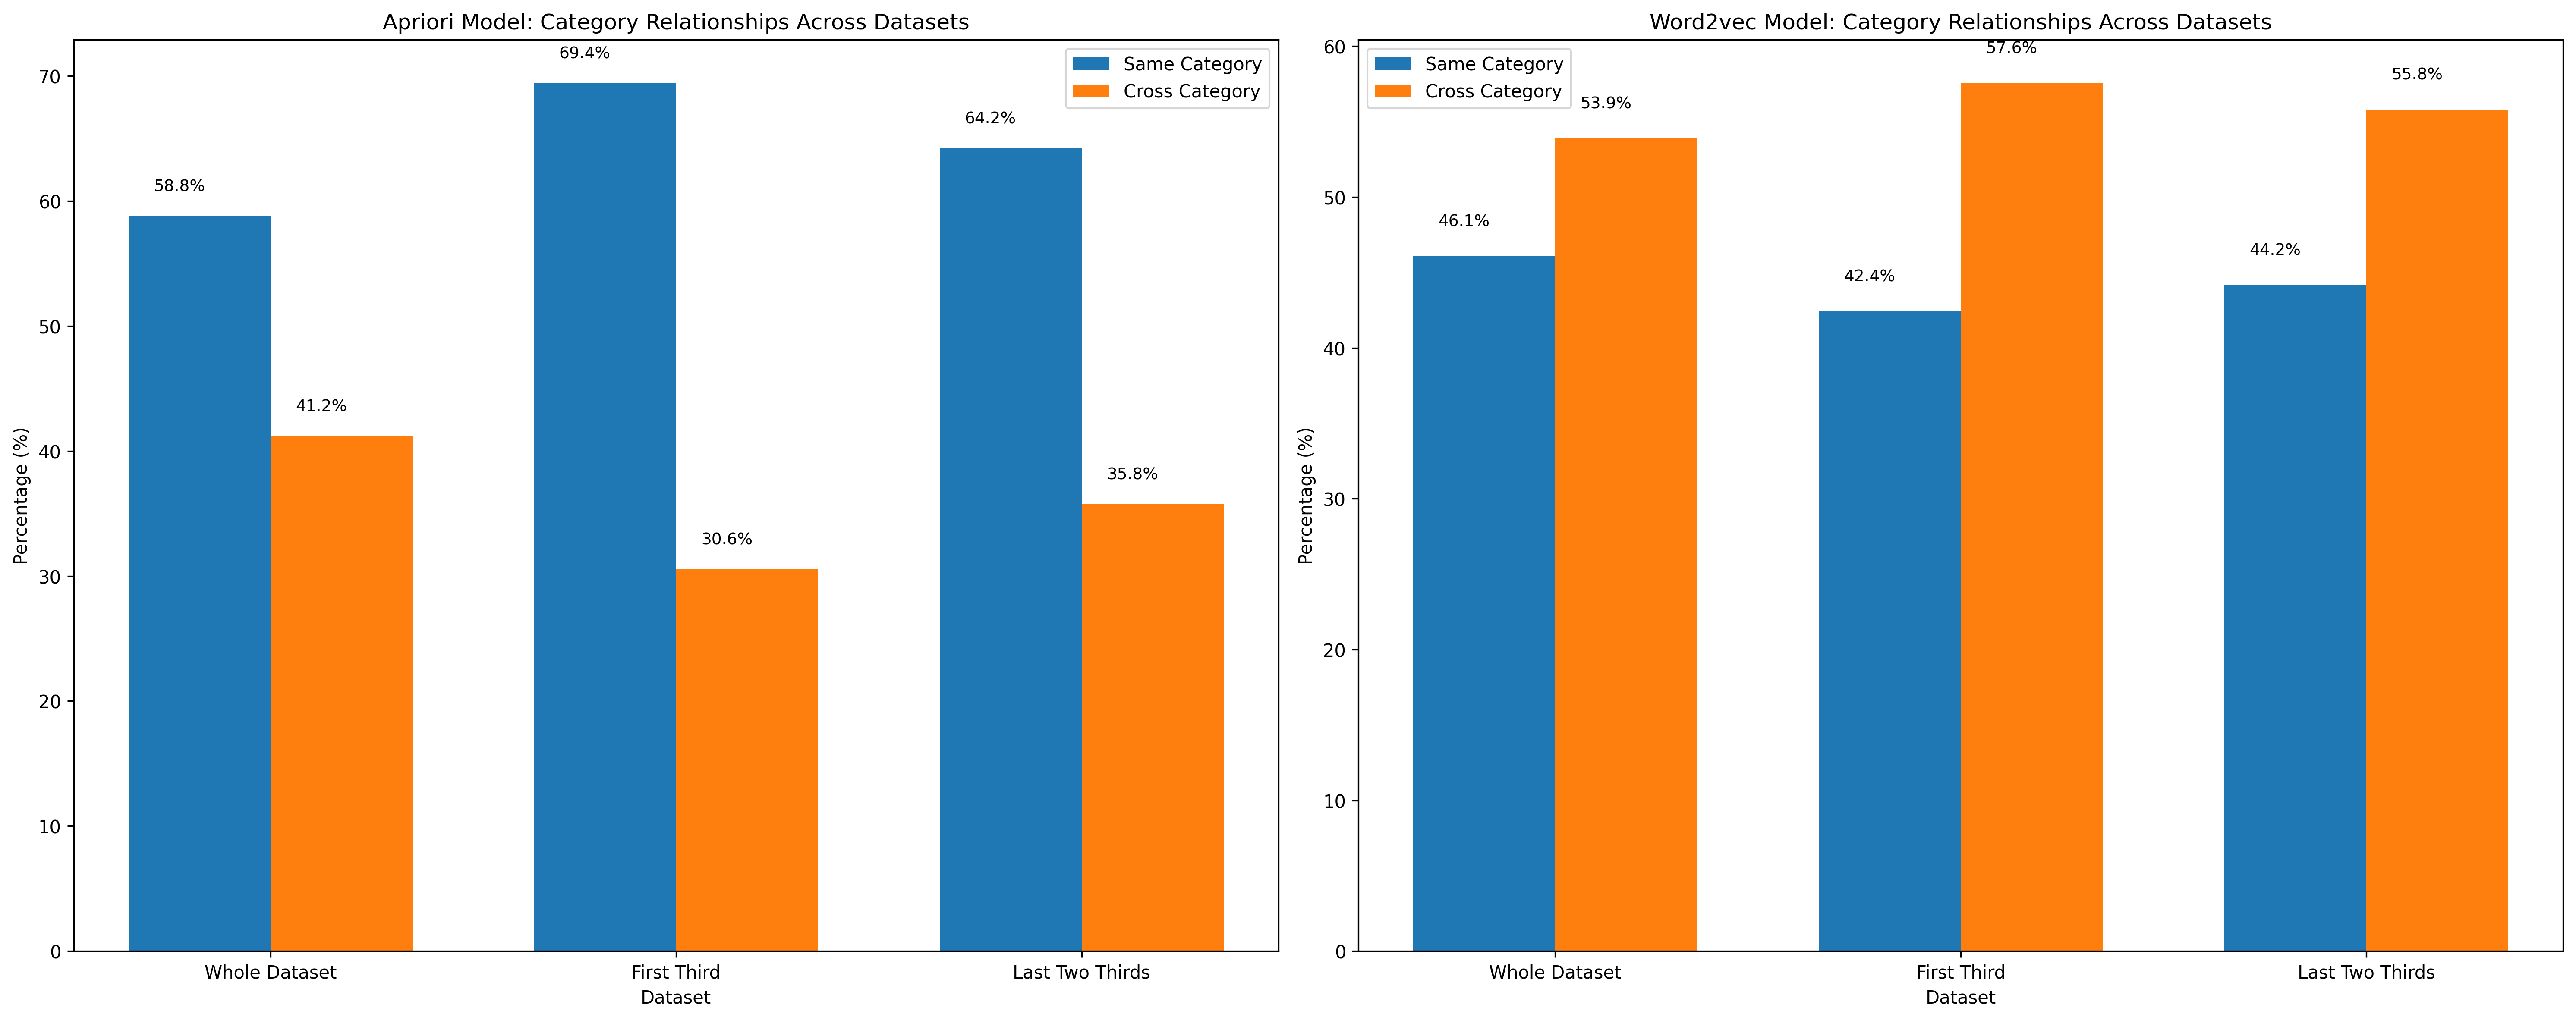 Apriori Model: Category Relationships Across Datasets
Same Category
Cross Category
69.4%
64.2%
58.8%
41.2%
35.8%
30.6%
70
60
50
40
30
20
10
0
Percentage (%)
Whole Dataset
First Third
Last Two Thirds
Dataset
Word2vec Model: Category Relationships Across Datasets
Same Category
Cross Category
57.6%
55.8%
53.9%
46.1%
44.2%
42.4%
60
50
40
30
20
10
0
Percentage (%)
Whole Dataset
First Third
Last Two Thirds
Dataset